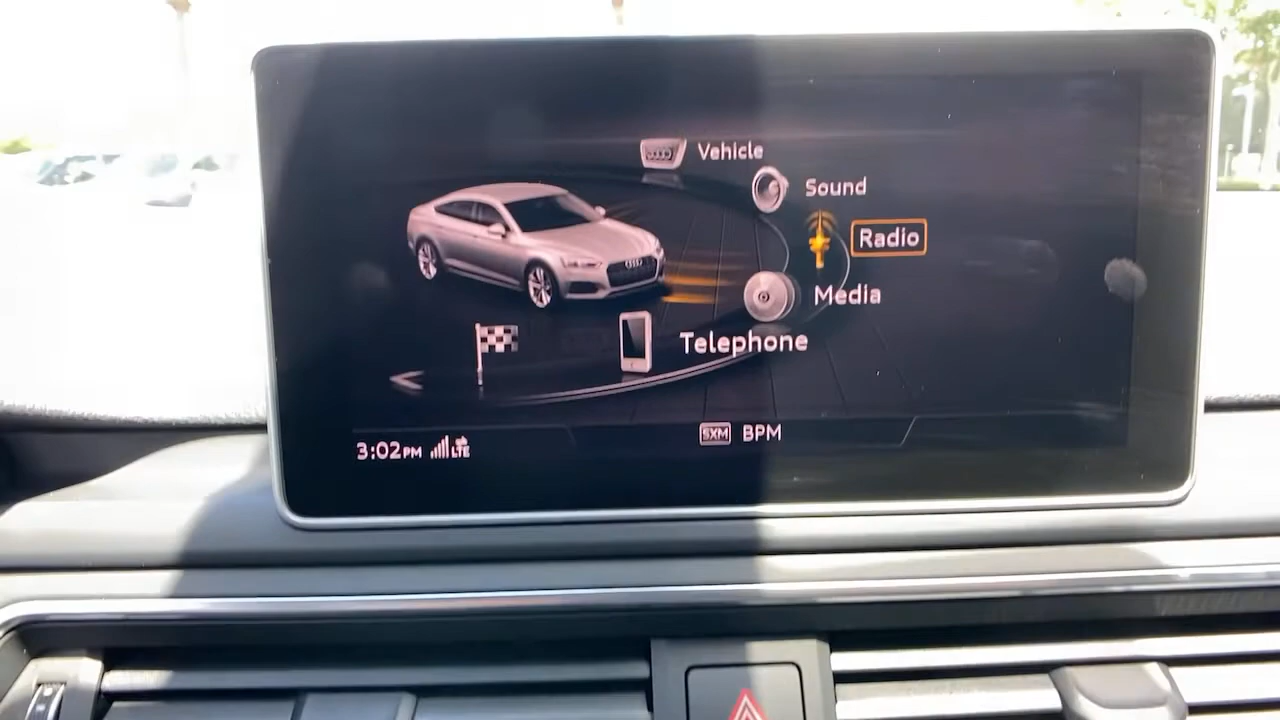 Vehicle
Sound
Radio
Media
Telephone
SXM BPM
3:02PM LTE